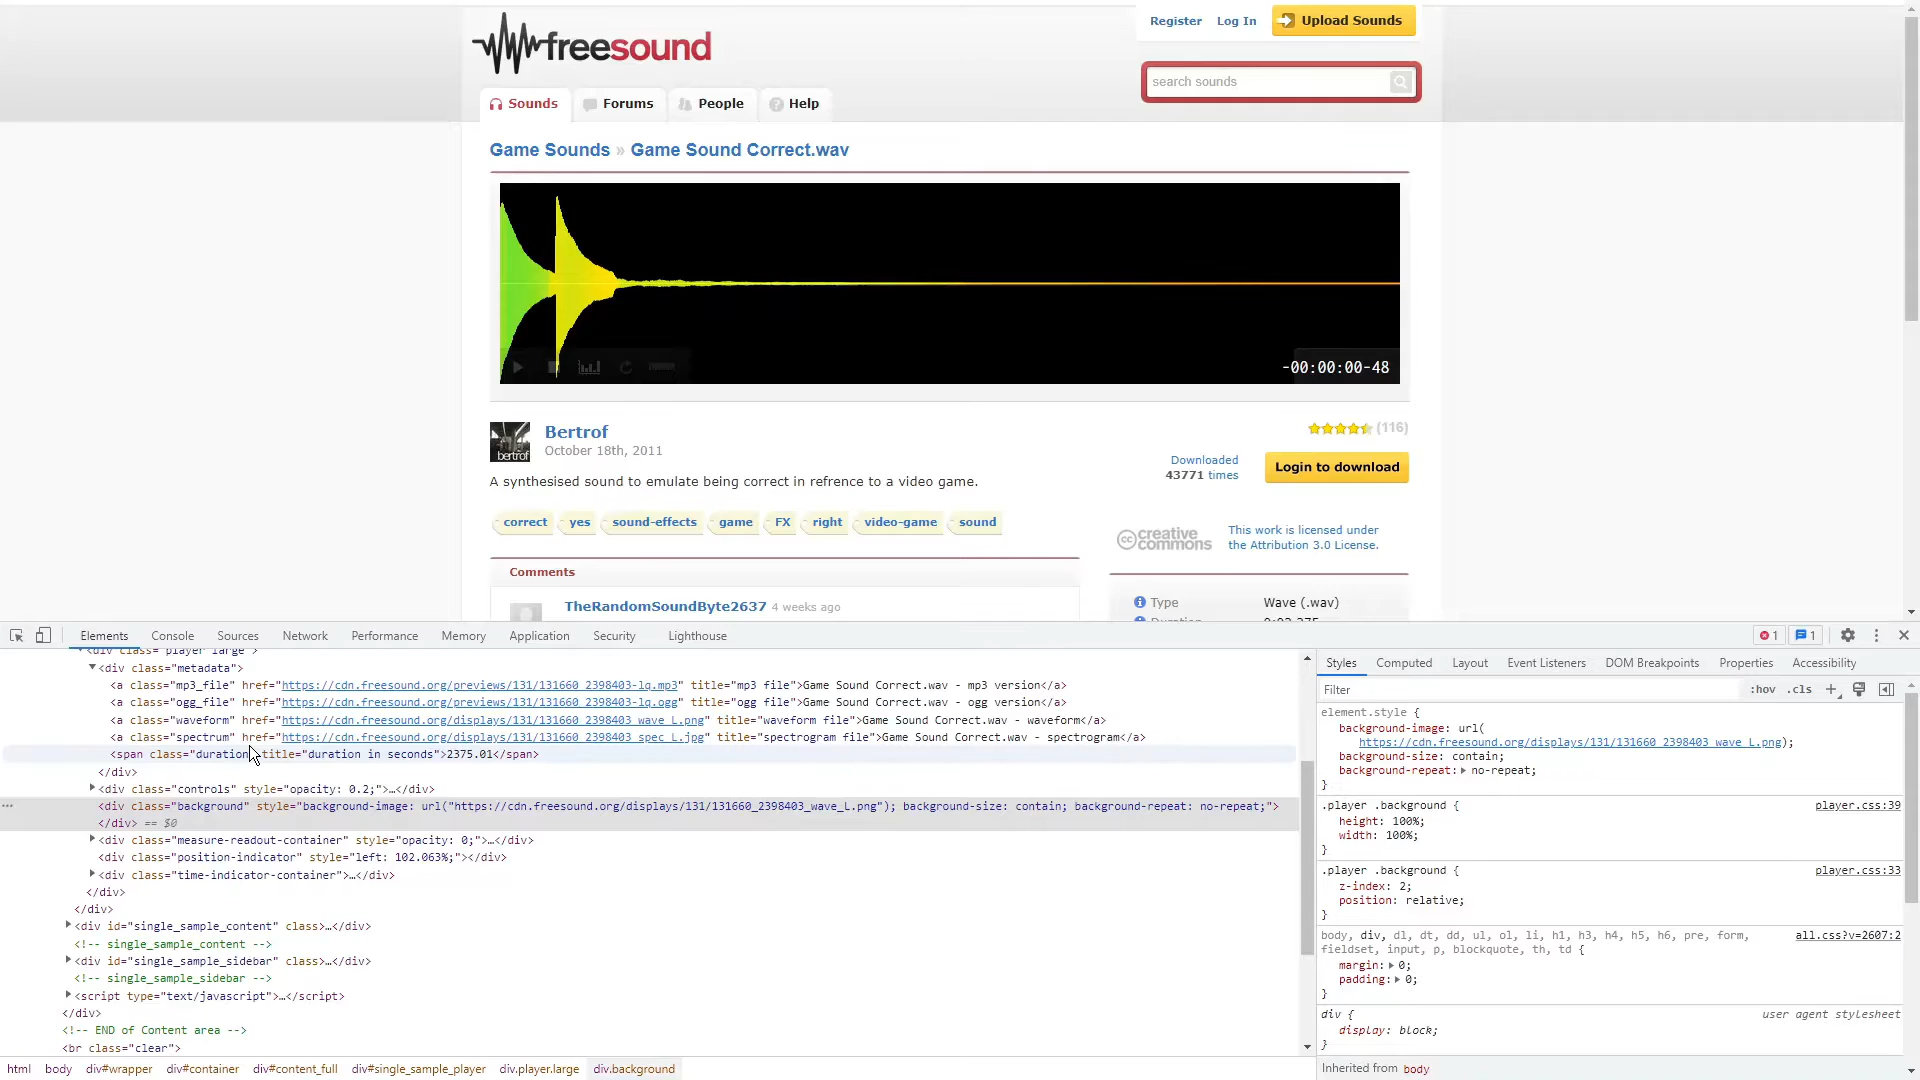 freesound
Register Log In Upload Sounds
search sounds
Sounds Forums People Help
Game Sounds » Game Sound Correct.wav
-00:00:00-48
bertrof
Bertrof
October 18th, 2011
(116)
Downloaded
43771 times
Login to download
A synthesised sound to emulate being correct in refrence to a video game.
correct yes sound-effects game FX right video-game sound
creative
commons
This work is licensed under
the Attribution 3.0 License.
Comments
TheRandomSoundByte2637 4 weeks ago
Type Wave (.wav)
Elements Console Sources Network Performance Memory Application Security Lighthouse 1 1
<div class="player large">
<div class="metadata">
<a class="mp3_file" href="https://cdn.freesound.org/previews/131/131660_2398403-lq.mp3" title="mp3 file">Game Sound Correct.wav - mp3 version</a>
<a class="ogg_file" href="https://cdn.freesound.org/previews/131/131660_2398403-lq.ogg" title="ogg file">Game Sound Correct.wav - ogg version</a>
<a class="waveform" href="https://cdn.freesound.org/displays/131/131660_2398403_wave_L.png" title="waveform file">Game Sound Correct.wav - waveform</a>
<a class="spectrum" href="https://cdn.freesound.org/displays/131/131660_2398403_spec_L.jpg" title="spectrogram file">Game Sound Correct.wav - spectrogram</a>
<span class="duration" title="duration in seconds">2375.01</span>
</div>
<div class="controls" style="opacity: 0.2;">…</div>
<div class="background" style="background-image: url("https://cdn.freesound.org/displays/131/131660_2398403_wave_L.png"); background-size: contain; background-repeat: no-repeat;">
</div> == $0
<div class="measure-readout-container" style="opacity: 0;">…</div>
<div class="position-indicator" style="left: 102.063%;"></div>
<div class="time-indicator-container">…</div>
</div>
</div>
<div id="single_sample_content" class>…</div>
<!-- single_sample_content -->
<div id="single_sample_sidebar" class>…</div>
<!-- single_sample_sidebar -->
<script type="text/javascript">…</script>
</div>
<!-- END of Content area -->
<br class="clear">
html body div#wrapper div#container div#content_full div#single_sample_player div.player.large div.background
Styles Computed Layout Event Listeners DOM Breakpoints Properties Accessibility
Filter :hov .cls
element.style {
background-image: url(
https://cdn.freesound.org/displays/131/131660_2398403_wave_L.png);
background-size: contain;
background-repeat: no-repeat;
}
.player .background { player.css:39
height: 100%;
width: 100%;
}
.player .background { player.css:33
z-index: 2;
position: relative;
}
body, div, dl, dt, dd, ul, ol, li, h1, h3, h4, h5, h6, pre, form, all.css?v=2607:2
fieldset, input, p, blockquote, th, td {
margin: 0;
padding: 0;
}
div { user agent stylesheet
display: block;
}
Inherited from body